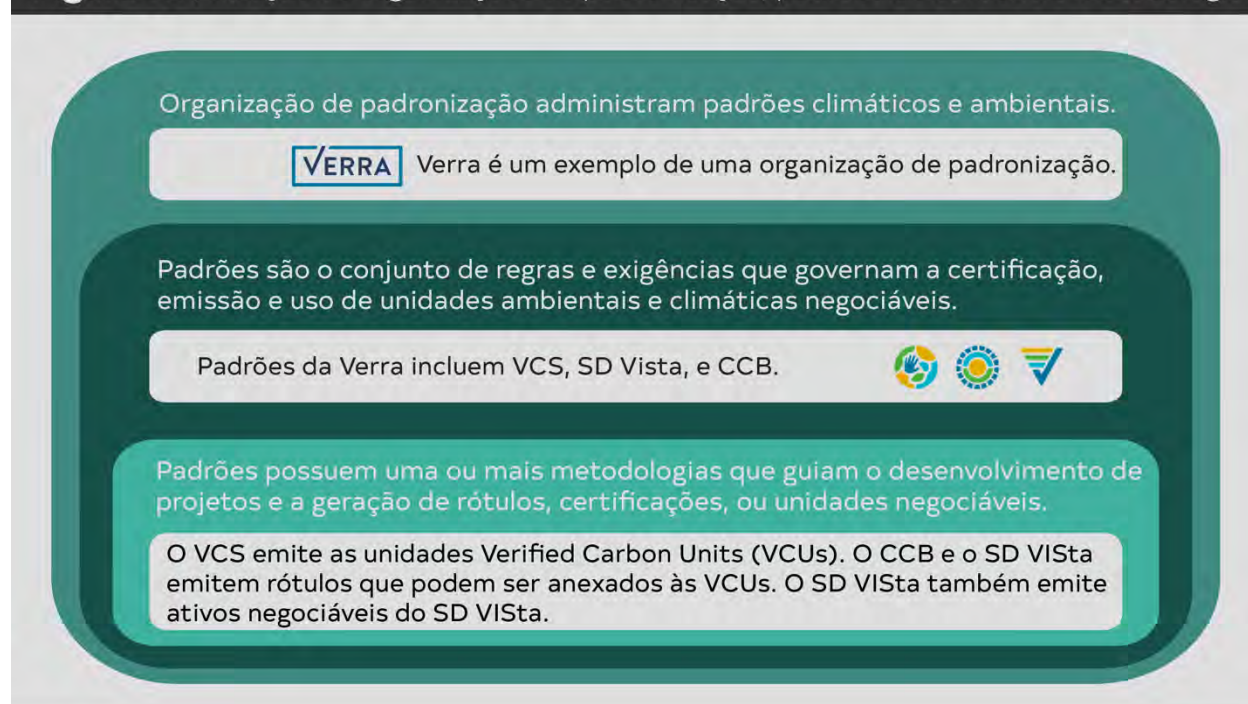 Organização de padronização administram padrões climáticos e ambientais.
VERRA Verra é um exemplo de uma organização de padronização.
Padrões são o conjunto de regras e exigências que governam a certificação,
emissão e uso de unidades ambientais e climáticas negociáveis.
Padrões da Verra incluem VCS, SD Vista, e CCB.
Padrões possuem uma ou mais metodologias que guiam o desenvolvimento de
projetos e a geração de rótulos, certificações, ou unidades negociáveis.
O VCS emite as unidades Verified Carbon Units (VCUs). O CCB e o SD VISta
emitem rótulos que podem ser anexados às VCUs. O SD VISta também emite
ativos negociáveis do SD VISta.